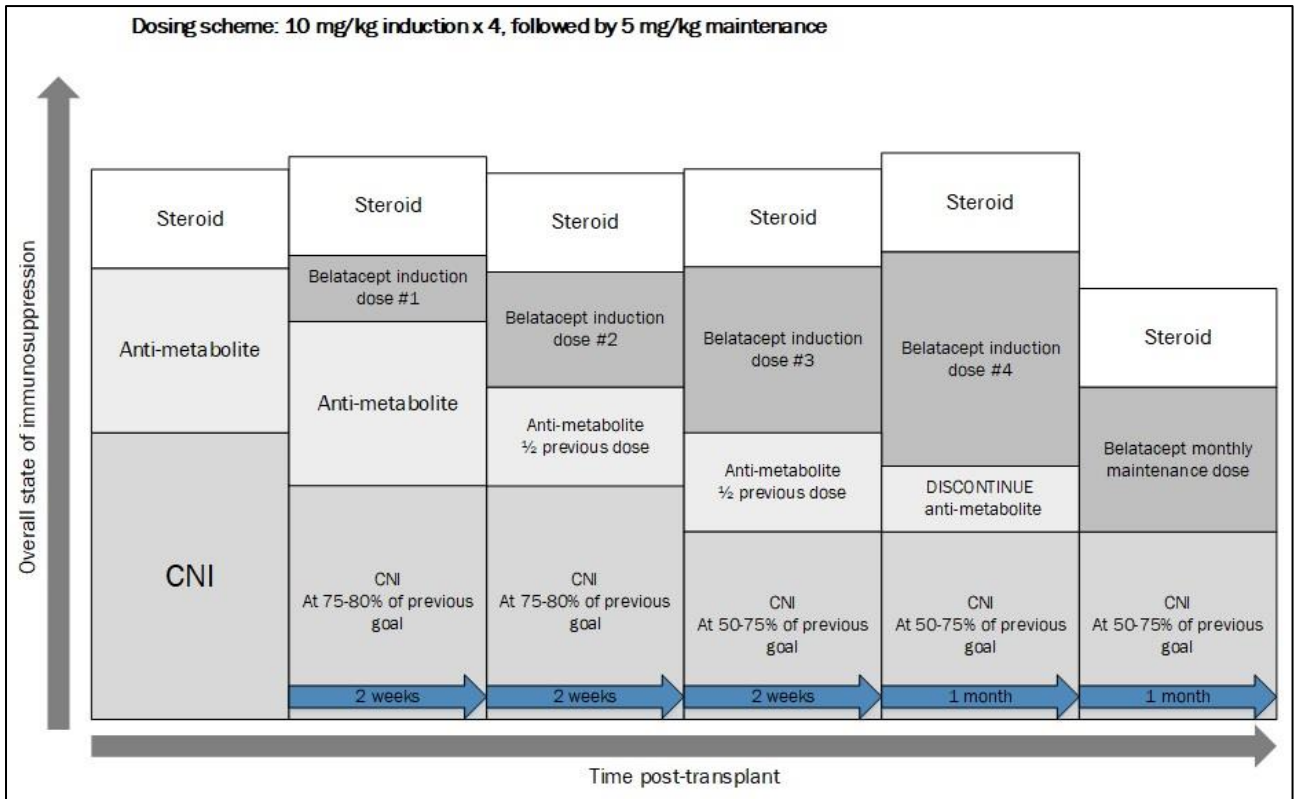 Dosing scheme: 10 mg/kg induction x 4, followed by 5 mg/kg maintenance
Overall state of immunosuppression
Steroid
Anti-metabolite
CNI
Steroid
Belatacept induction
dose #1
Anti-metabolite
CNI
At 75-80% of previous
goal
2 weeks
Steroid
Belatacept induction
dose #2
Anti-metabolite
½ previous dose
CNI
At 75-80% of previous
goal
2 weeks
Steroid
Belatacept induction
dose #3
Anti-metabolite
½ previous dose
CNI
At 50-75% of previous
goal
2 weeks
Steroid
Belatacept induction
dose #4
DISCONTINUE
anti-metabolite
CNI
At 50-75% of previous
goal
1 month
Steroid
Belatacept monthly
maintenance dose
CNI
At 50-75% of previous
goal
1 month
Time post-transplant